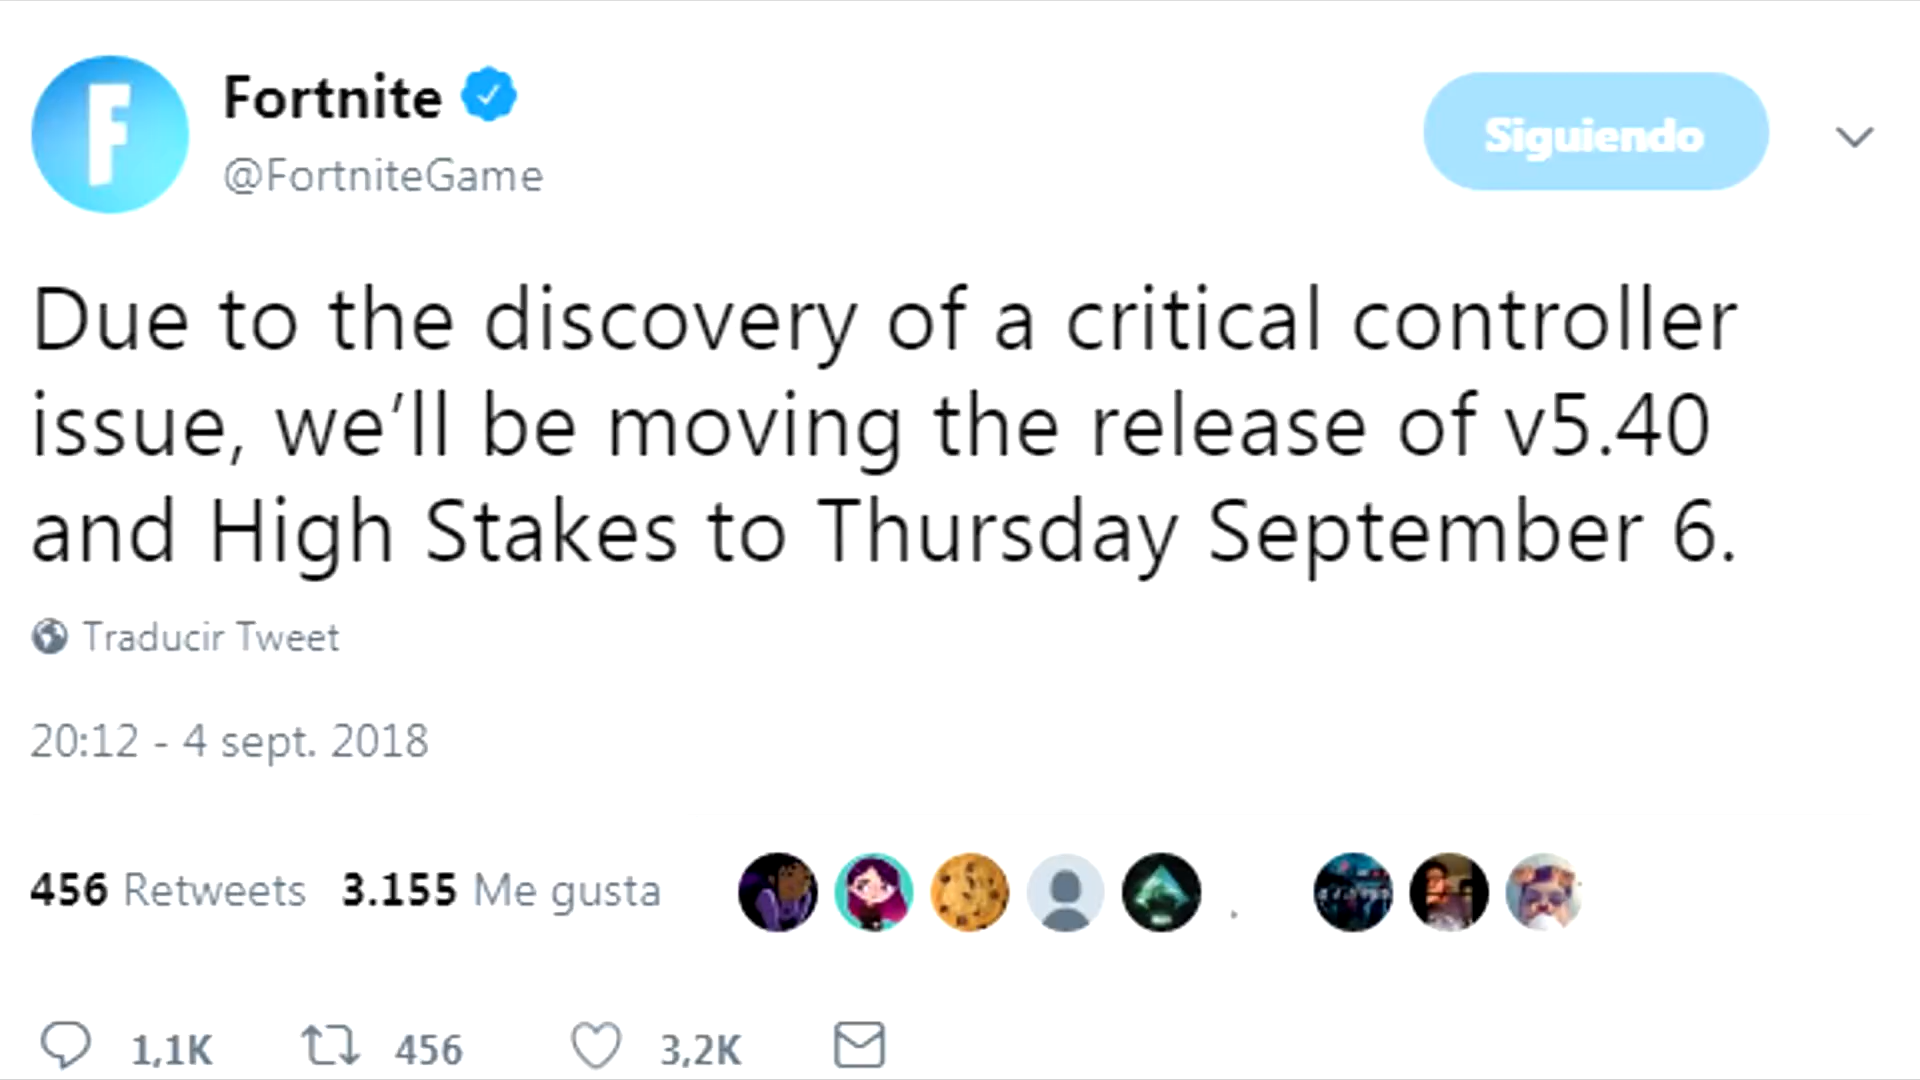 F
Fortnite
@FortniteGame
Siguiendo
Due to the discovery of a critical controller
issue, we’ll be moving the release of v5.40
and High Stakes to Thursday September 6.
Traducir Tweet
20:12 - 4 sept. 2018
456 Retweets 3.155 Me gusta
1,1K 456 3,2K